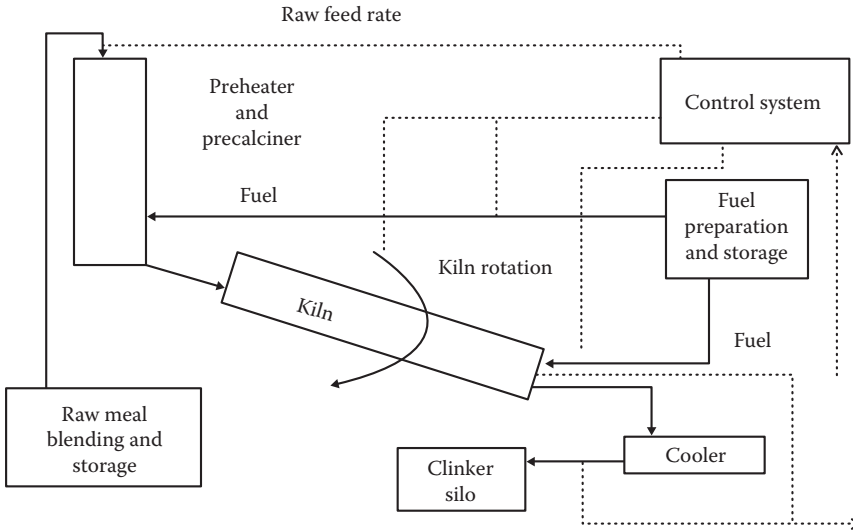 Raw feed rate
Preheater
and
precalciner
Control system
Fuel
Fuel
preparation
and storage
Kiln rotation
Kiln
Fuel
Raw meal
blending and
storage
Clinker
silo
Cooler